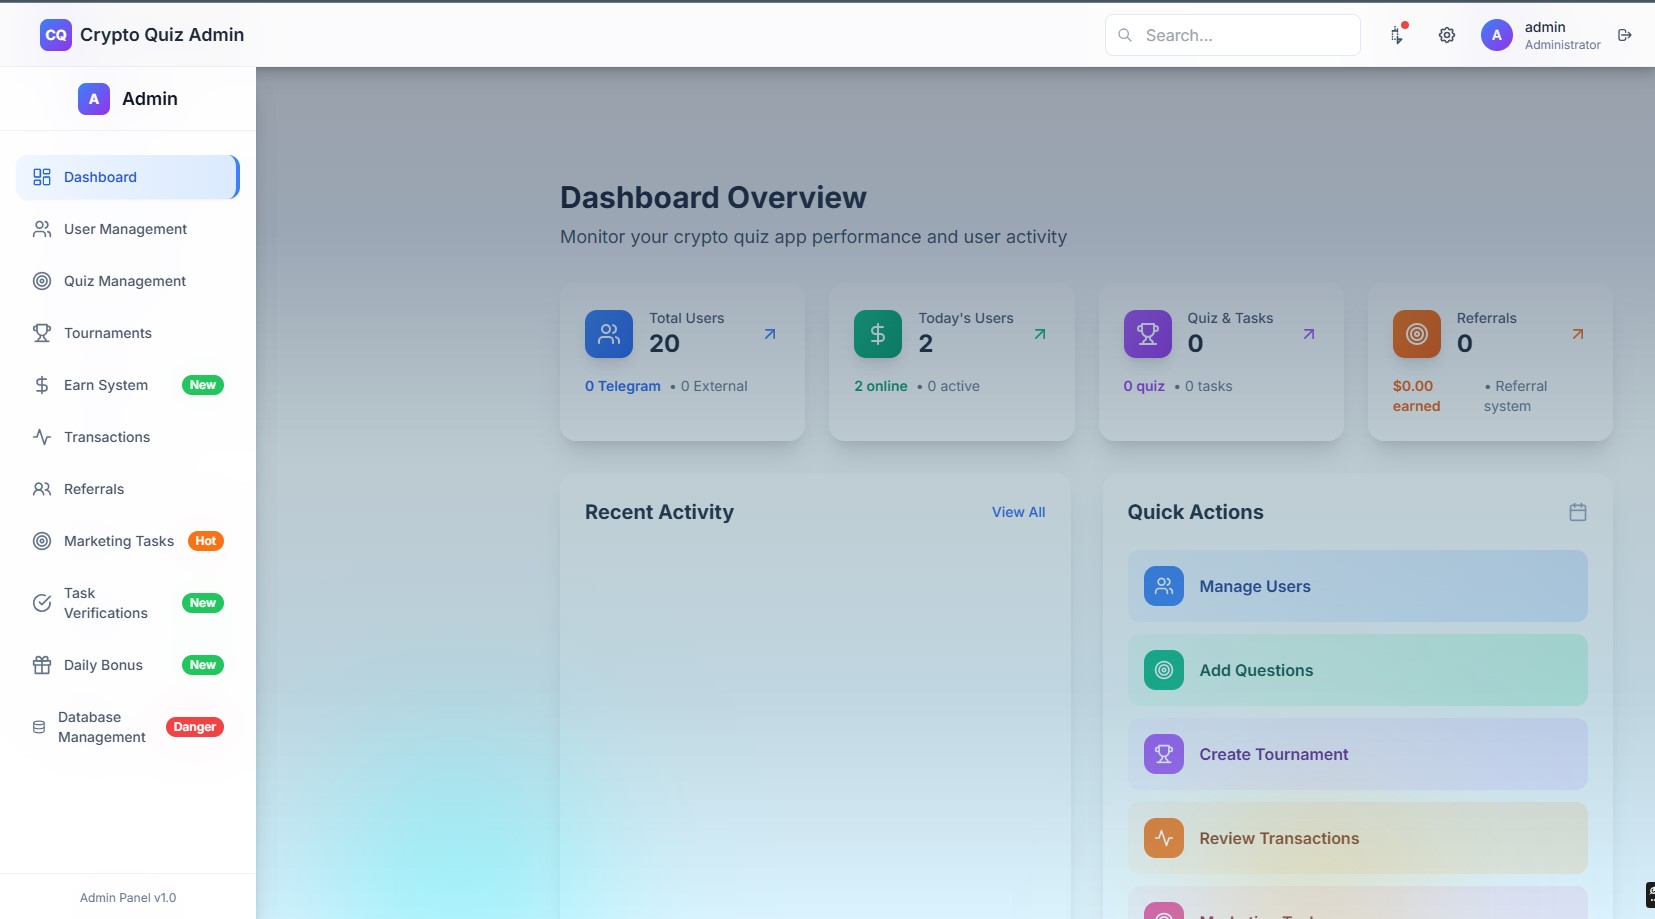 CQ Crypto Quiz Admin
Search...
A
admin
Administrator
A Admin
Dashboard
User Management
Quiz Management
Tournaments
Earn System New
Transactions
Referrals
Marketing Tasks Hot
Task
Verifications New
Daily Bonus New
Database
Management Danger
Admin Panel v1.0
Dashboard Overview
Monitor your crypto quiz app performance and user activity
Total Users
20
0 Telegram • 0 External
Today's Users
2
2 online • 0 active
Quiz & Tasks
0
0 quiz • 0 tasks
Referrals
0
$0.00
earned
• Referral
system
Recent Activity
View All
Quick Actions
Manage Users
Add Questions
Create Tournament
Review Transactions